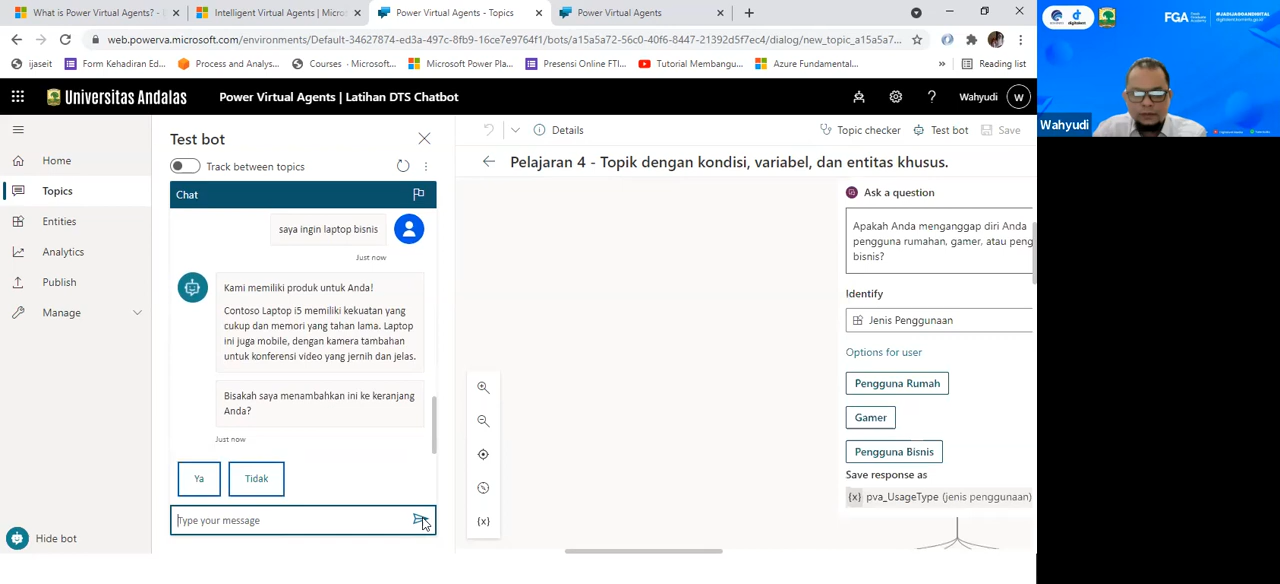 What is Power Virtual Agents? -
Intelligent Virtual Agents | Micros
Power Virtual Agents - Topics
Power Virtual Agents
web.powerva.microsoft.com/environments/Default-34627874-ed3a-497c-8fb9-16ce7e9764f1/bots/a15a5a72-56c0-40f6-8447-21392d5f7ec4/dialog/new_topic_a15a5a7...
ijaseit
Form Kehadiran Ed...
Process and Analys...
Courses - Microsoft...
Microsoft Power Pla...
Presensi Online FTI...
Tutorial Membangu...
Azure Fundamental...
»
Reading list
Universitas Andalas
Power Virtual Agents | Latihan DTS Chatbot
Wahyudi
W
Home
Topics
Entities
Analytics
Publish
Manage
Hide bot
Test bot
Track between topics
Chat
saya ingin laptop bisnis
Just now
Kami memiliki produk untuk Anda!
Contoso Laptop i5 memiliki kekuatan yang
cukup dan memori yang tahan lama. Laptop
ini juga mobile, dengan kamera tambahan
untuk konferensi video yang jernih dan jelas.
Bisakah saya menambahkan ini ke keranjang
Anda?
Just now
Ya
Tidak
Type your message
Details
Topic checker
Test bot
Save
Pelajaran 4 - Topik dengan kondisi, variabel, dan entitas khusus.
Ask a question
Apakah Anda menganggap diri Anda
pengguna rumahan, gamer, atau peng
bisnis?
Identify
Jenis Penggunaan
Options for user
Pengguna Rumah
Gamer
Pengguna Bisnis
Save response as
{x} pva_UsageType (jenis penggunaan)
{x}
FGA
Wahyudi